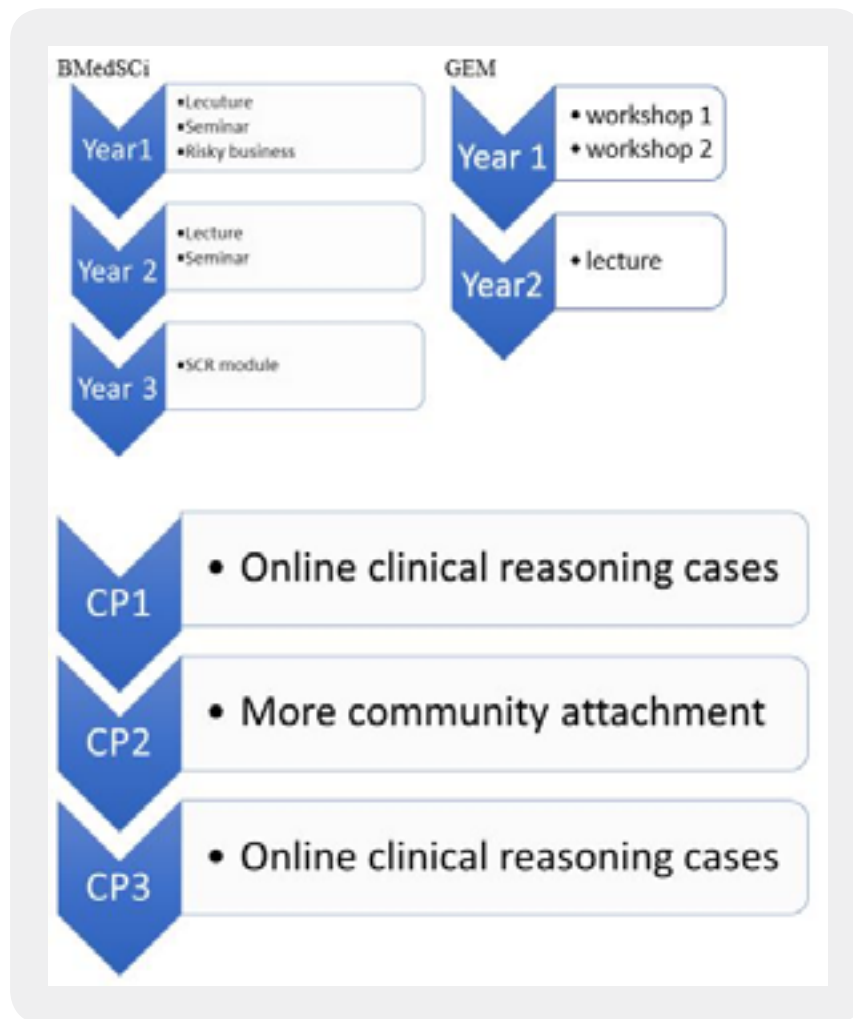 BMedSCi
Year1
•Lecuture
•Seminar
•Risky business
Year 2
•Lecture
•Seminar
Year 3
•SCR module
GEM
Year 1
• workshop 1
• workshop 2
Year2
• lecture
CP1
• Online clinical reasoning cases
CP2
• More community attachment
CP3
• Online clinical reasoning cases